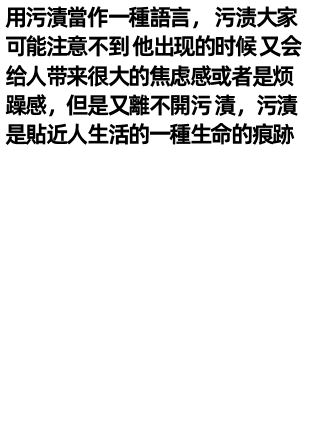 用污漬當作一種語言， 污渍大家
可能注意不到 他出现的时候 又会
给人带来很大的焦虑感或者是烦
躁感，但是又離不開污 漬，污漬
是貼近人生活的一種生命的痕跡